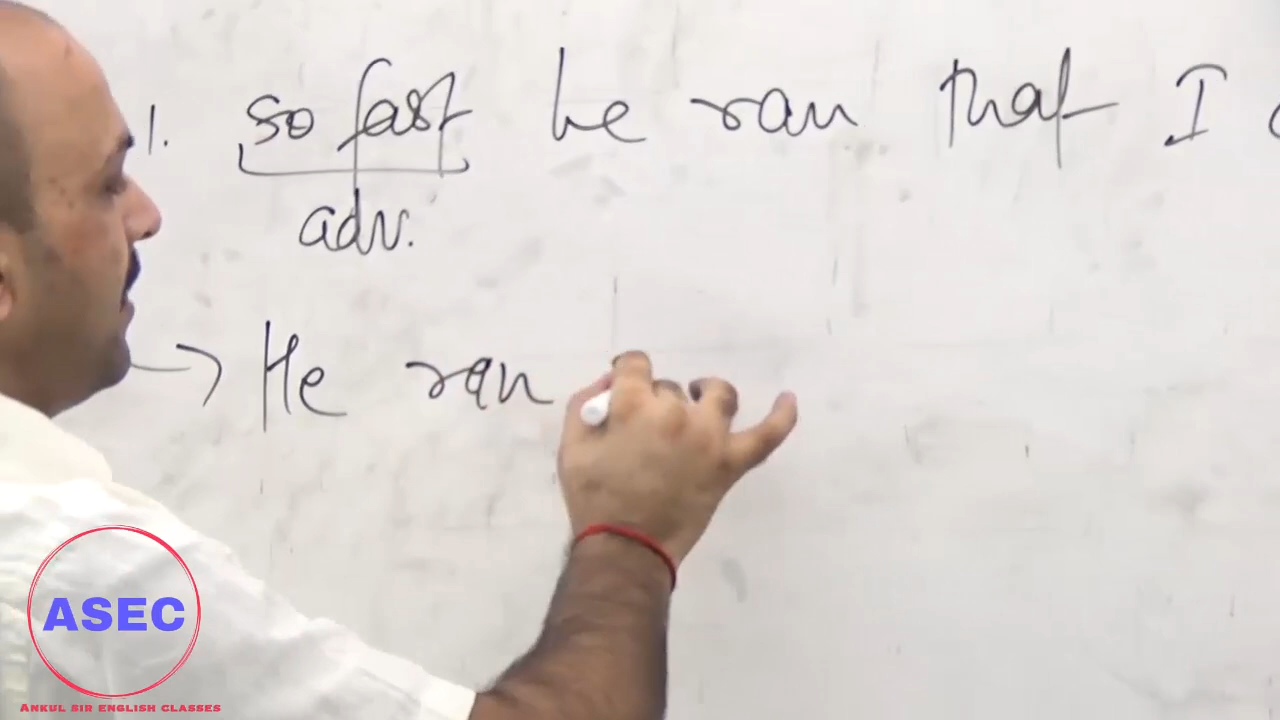 1. so fast he ran that I c
adv.
→ He ran
ASEC
ANKUL SIR ENGLISH CLASSES